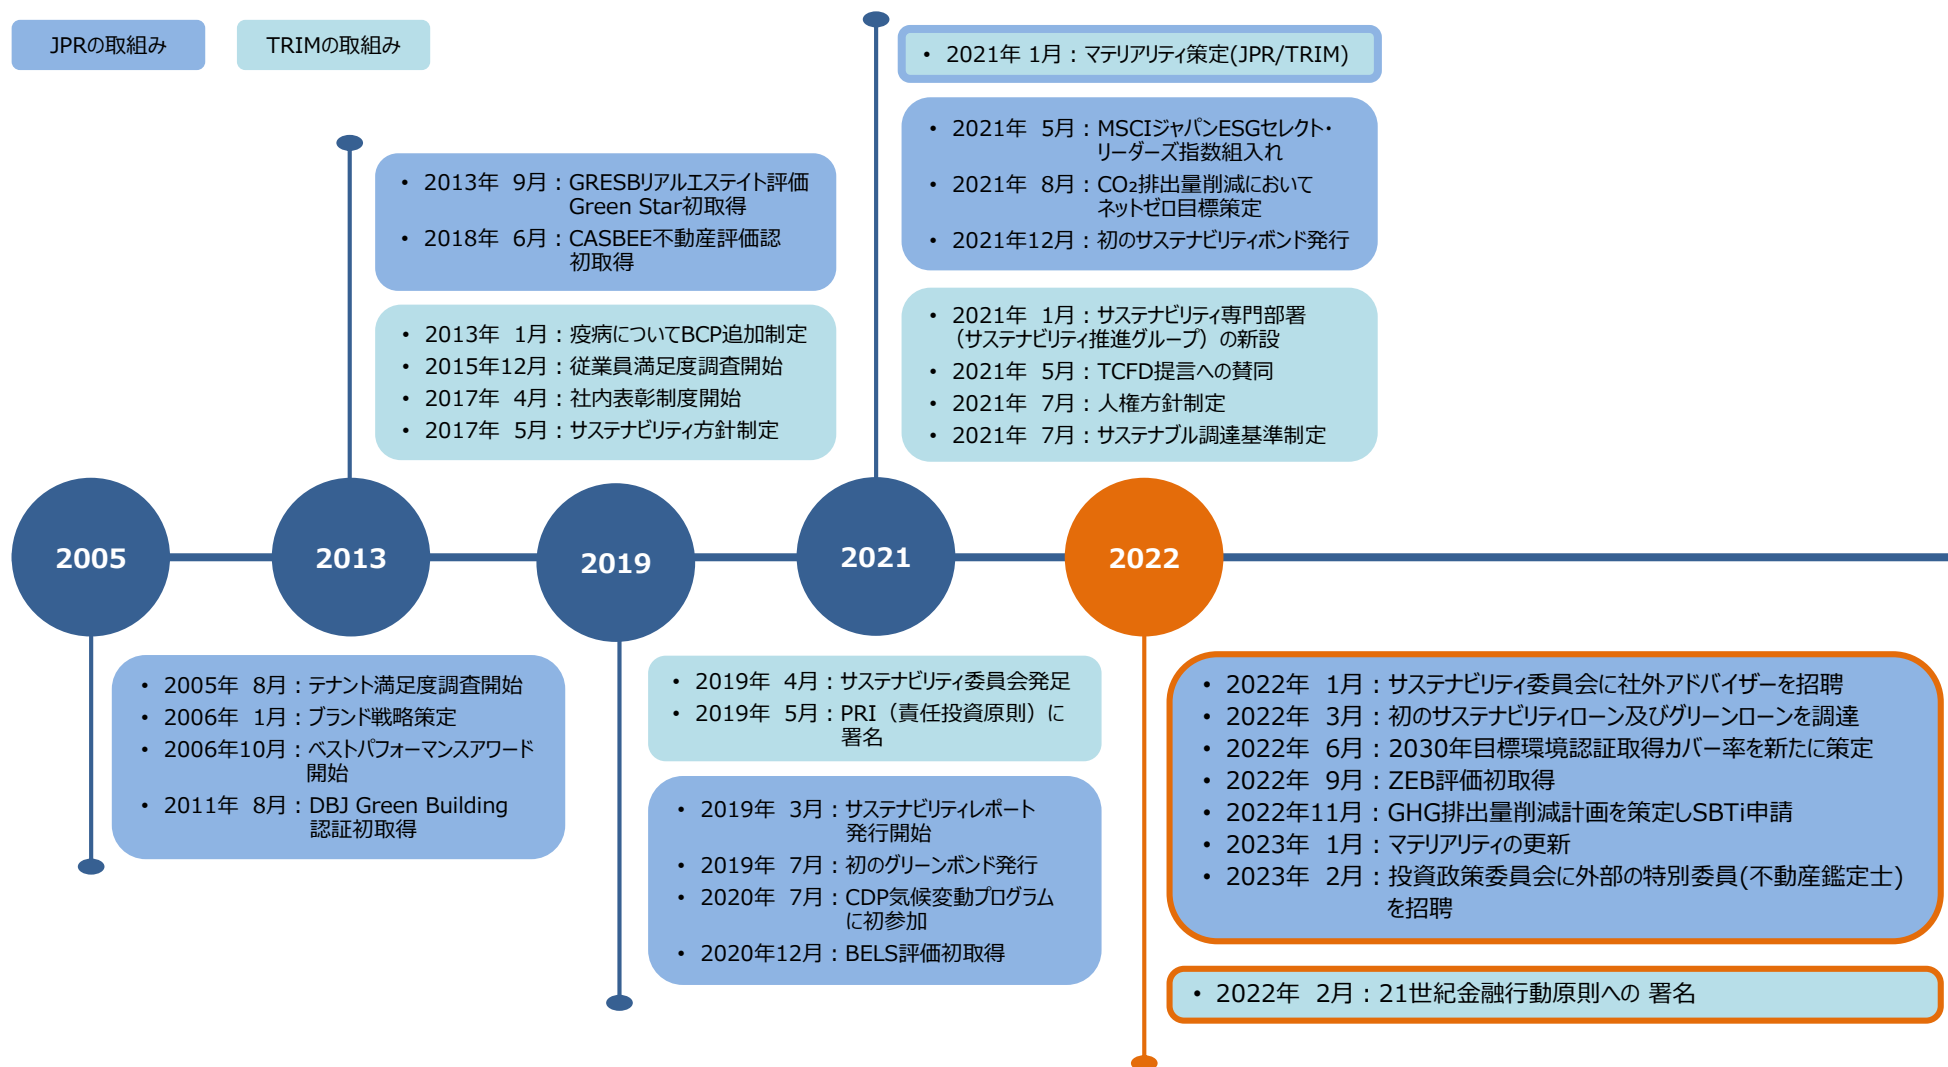 JPRの取組み
TRIMの取組み
• 2021年 1月：マテリアリティ策定(JPR/TRIM)
• 2021年 5月：MSCIジャパンESGセレクト・
リーダーズ指数組入れ
• 2021年 8月：CO₂排出量削減において
ネットゼロ目標策定
• 2021年12月：初のサステナビリティボンド発行
• 2013年 9月：GRESBリアルエステイト評価
Green Star初取得
• 2018年 6月：CASBEE不動産評価認
初取得
• 2013年 1月：疫病についてBCP追加制定
• 2015年12月：従業員満足度調査開始
• 2017年 4月：社内表彰制度開始
• 2017年 5月：サステナビリティ方針制定
• 2021年 1月：サステナビリティ専門部署
（サステナビリティ推進グループ）の新設
• 2021年 5月：TCFD提言への賛同
• 2021年 7月：人権方針制定
• 2021年 7月：サステナブル調達基準制定
2005
2013
2019
2021
2022
• 2005年 8月：テナント満足度調査開始
• 2006年 1月：ブランド戦略策定
• 2006年10月：ベストパフォーマンスアワード
開始
• 2011年 8月：DBJ Green Building
認証初取得
• 2019年 4月：サステナビリティ委員会発足
• 2019年 5月：PRI（責任投資原則）に
署名
• 2019年 3月：サステナビリティレポート
発行開始
• 2019年 7月：初のグリーンボンド発行
• 2020年 7月：CDP気候変動プログラム
に初参加
• 2020年12月：BELS評価初取得
• 2022年 1月：サステナビリティ委員会に社外アドバイザーを招聘
• 2022年 3月：初のサステナビリティローン及びグリーンローンを調達
• 2022年 6月：2030年目標環境認証取得カバー率を新たに策定
• 2022年 9月：ZEB評価初取得
• 2022年11月：GHG排出量削減計画を策定しSBTi申請
• 2023年 1月：マテリアリティの更新
• 2023年 2月：投資政策委員会に外部の特別委員(不動産鑑定士)
を招聘
• 2022年 2月：21世紀金融行動原則への 署名